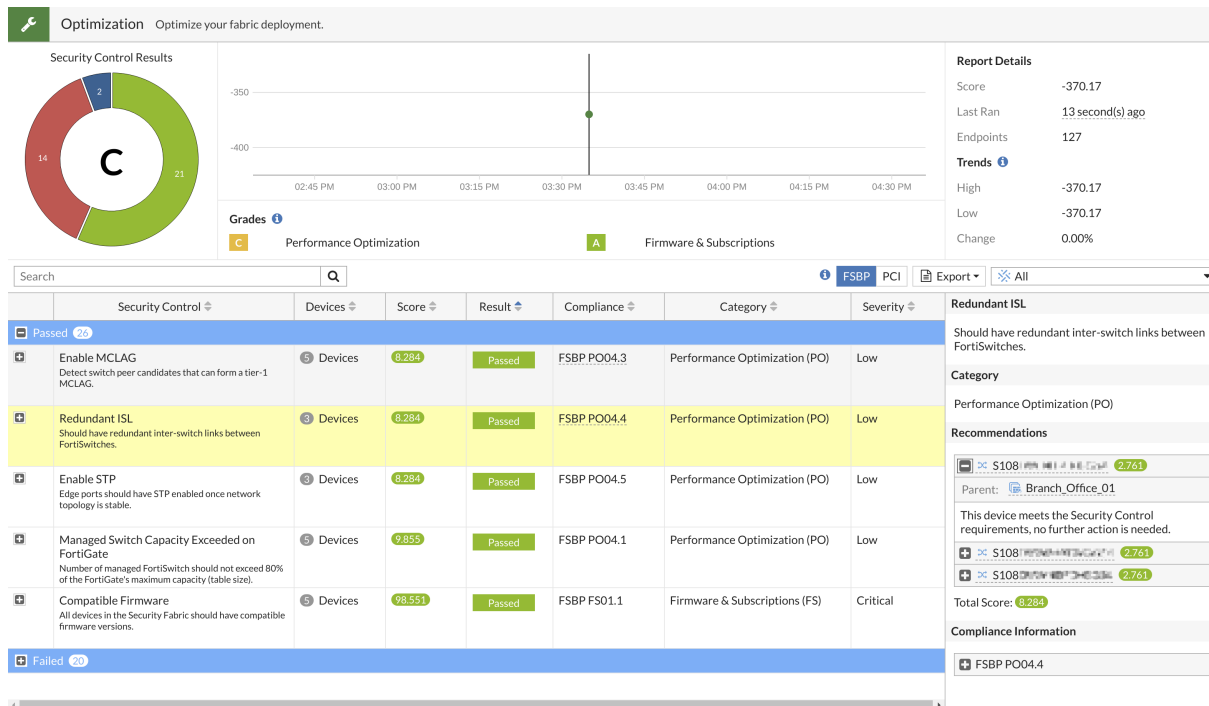 Optimization Optimize your fabric deployment.
Security Control Results
2
14
21
C
-350
-400
02:45 PM 03:00 PM 03:15 PM 03:30 PM 03:45 PM 04:00 PM 04:15 PM 04:30 PM
Grades
C Performance Optimization A Firmware & Subscriptions
Report Details
Score -370.17
Last Ran 13 second(s) ago
Endpoints 127
Trends
High -370.17
Low -370.17
Change 0.00%
Search
FSBP PCI Export All
Security Control Devices Score Result Compliance Category Severity
Passed 26
Enable MCLAG 5 Devices 8.284 Passed FSBP PO04.3 Performance Optimization (PO) Low
Detect switch peer candidates that can form a tier-1
MCLAG.
Redundant ISL 3 Devices 8.284 Passed FSBP PO04.4 Performance Optimization (PO) Low
Should have redundant inter-switch links between
FortiSwitches.
Enable STP 3 Devices 8.284 Passed FSBP PO04.5 Performance Optimization (PO) Low
Edge ports should have STP enabled once network
topology is stable.
Managed Switch Capacity Exceeded on 5 Devices 9.855 Passed FSBP PO04.1 Performance Optimization (PO) Low
FortiGate
Number of managed FortiSwitch should not exceed 80%
of the FortiGate's maximum capacity (table size).
Compatible Firmware 5 Devices 98.551 Passed FSBP FS01.1 Firmware & Subscriptions (FS) Critical
All devices in the Security Fabric should have compatible
firmware versions.
Failed 20
Redundant ISL
Should have redundant inter-switch links between
FortiSwitches.
Category
Performance Optimization (PO)
Recommendations
S108 2.761
Parent: Branch_Office_01
This device meets the Security Control
requirements, no further action is needed.
S108 2.761
S108 2.761
Total Score: 8.284
Compliance Information
FSBP PO04.4